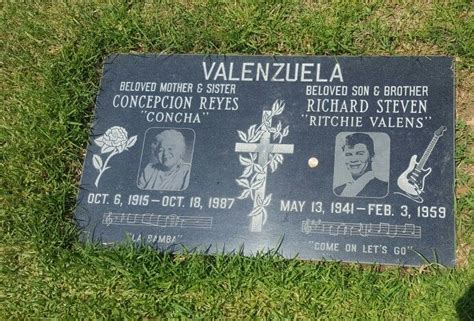 VALENZUELA
BELOVED MOTHER & SISTER
CONCEPCION REYES
"CONCHA"
OCT. 6, 1915-OCT. 18, 1987
"LA BAMBA"
BELOVED SON & BROTHER
RICHARD STEVEN
"RITCHIE VALENS"
MAY 13, 1941-FEB. 3, 1959
"COME ON LET'S GO"